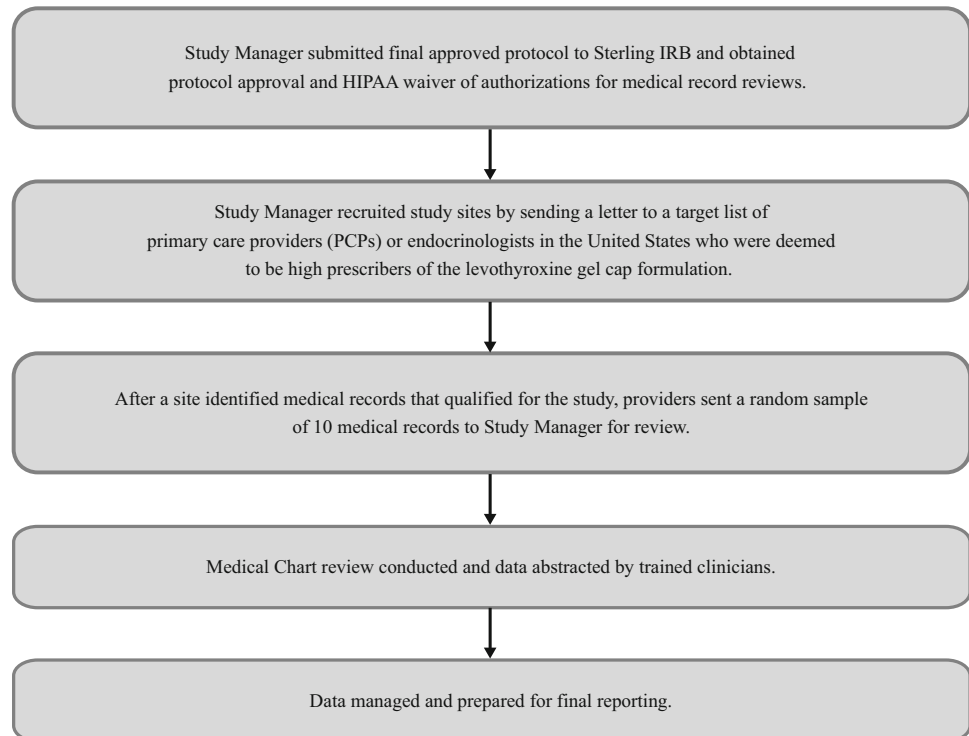 Study Manager submitted final approved protocol to Sterling IRB and obtained
protocol approval and HIPAA waiver of authorizations for medical record reviews.
Study Manager recruited study sites by sending a letter to a target list of
primary care providers (PCPs) or endocrinologists in the United States who were deemed
to be high prescribers of the levothyroxine gel cap formulation.
After a site identified medical records that qualified for the study, providers sent a random sample
of 10 medical records to Study Manager for review.
Medical Chart review conducted and data abstracted by trained clinicians.
Data managed and prepared for final reporting.